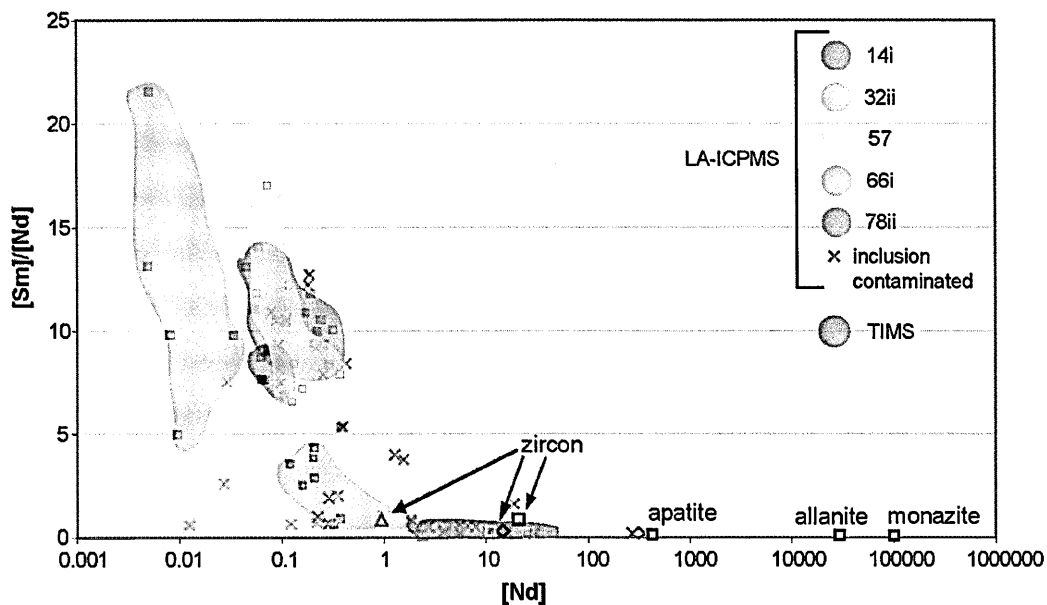 25
20
15
10
5
0
[Sm]/[Nd]
0.001 0.01 0.1 1 10 100 1000 10000 100000 1000000
[Nd]
LA-ICPMS
14i
32ii
57
66i
78ii
× inclusion
contaminated
TIMS
zircon
apatite
allanite
monazite